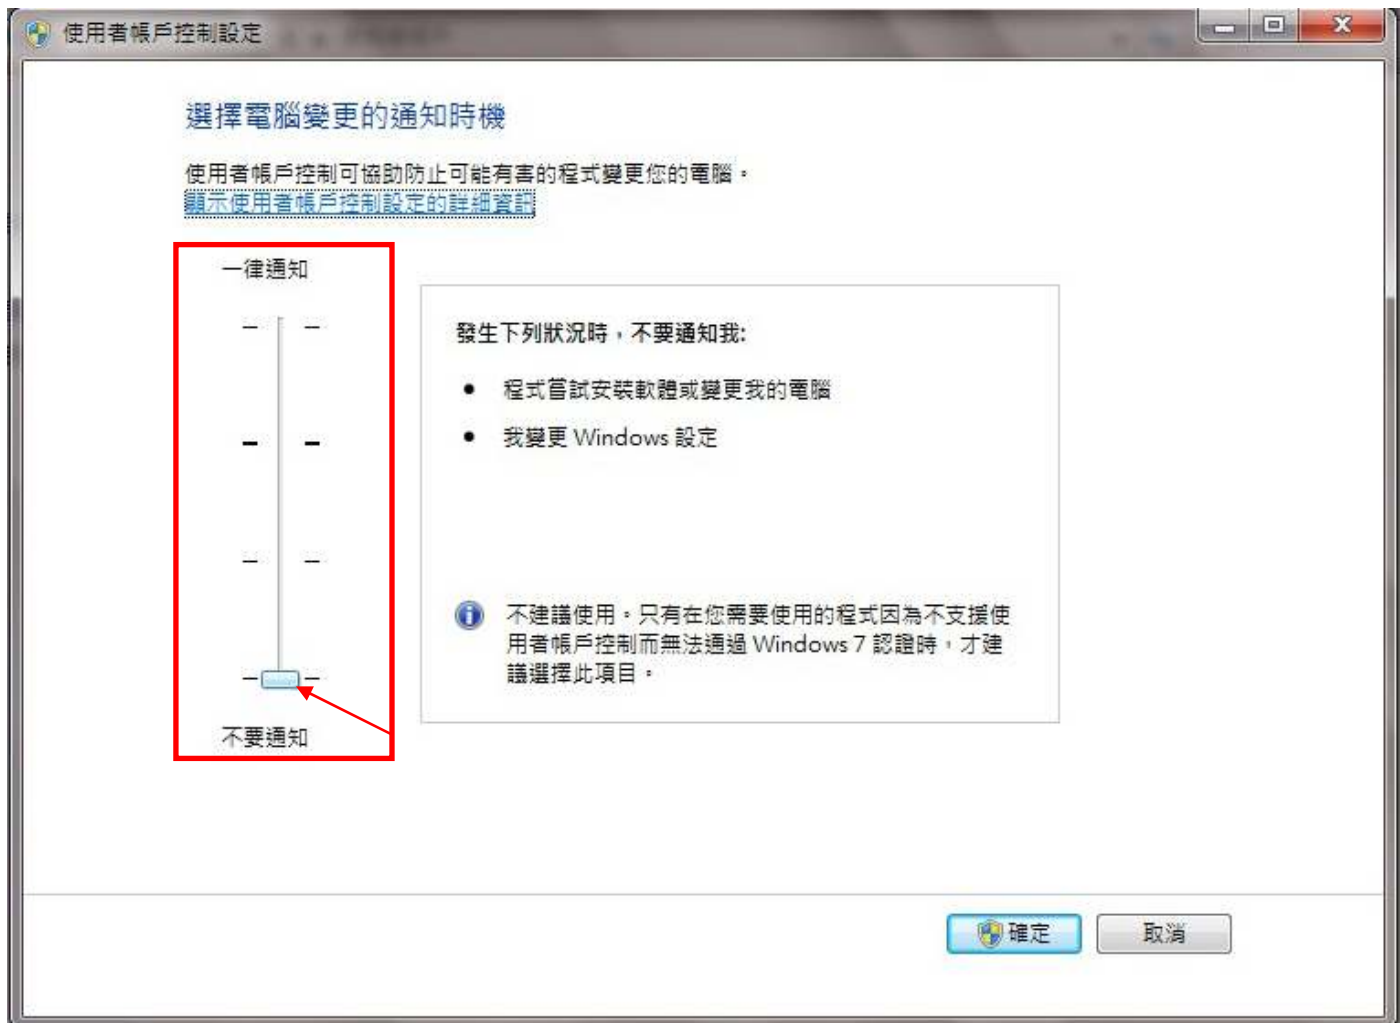 使用者帳戶控制設定
選擇電腦變更的通知時機
使用者帳戶控制可協助防止可能有害的程式變更您的電腦。
顯示使用者帳戶控制設定的詳細資訊
一律通知
發生下列狀況時，不要通知我:
• 程式嘗試安裝軟體或變更我的電腦
• 我變更 Windows 設定
不建議使用。只有在您需要使用的程式因為不支援使
用者帳戶控制而無法通過 Windows 7 認證時，才建
議選擇此項目。
不要通知
確定
取消